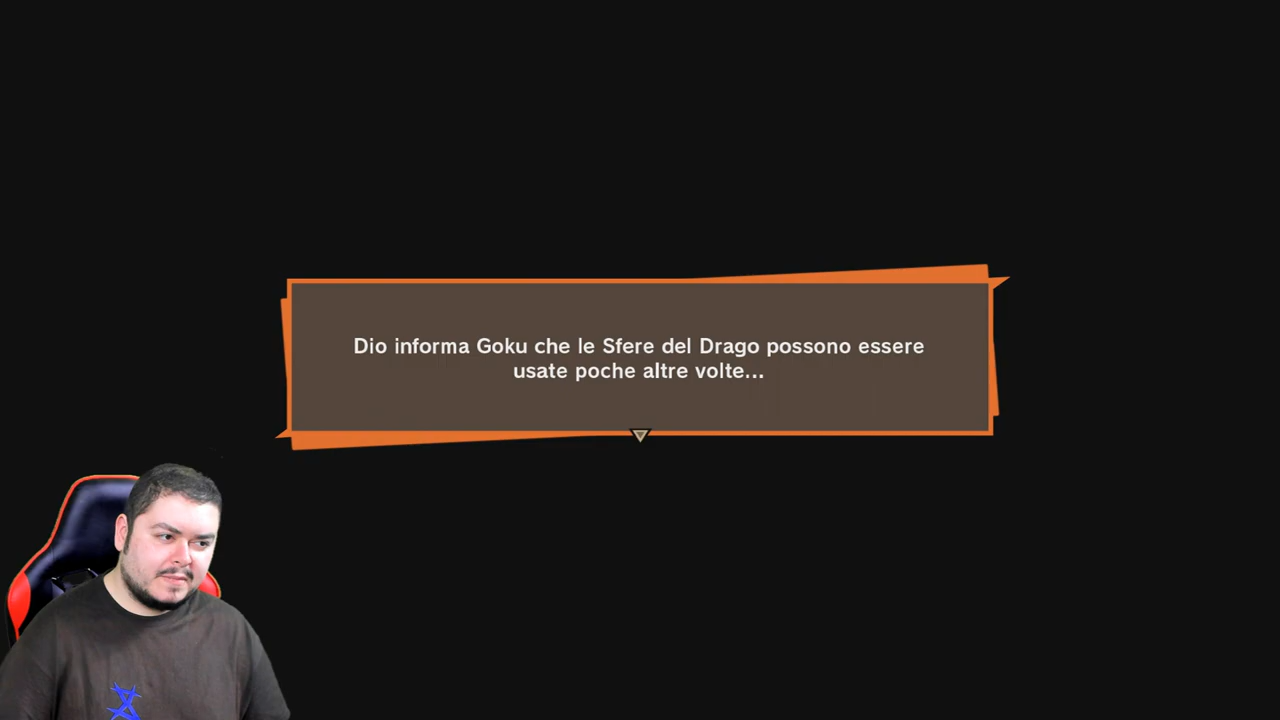 Dio informa Goku che le Sfere del Drago possono essere
usate poche altre volte...